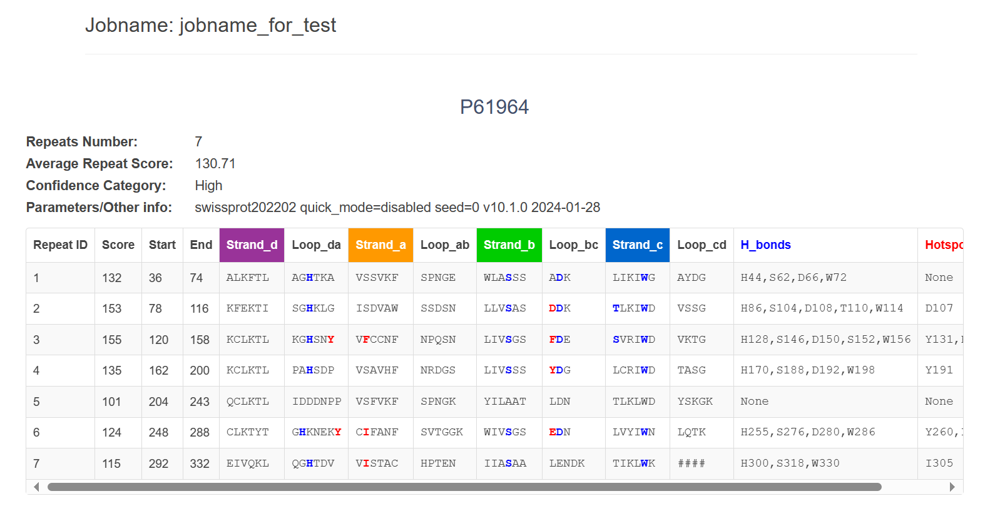 Jobname: jobname_for_test
P61964
Repeats Number: 7
Average Repeat Score: 130.71
Confidence Category: High
Parameters/Other info: swissprot202202 quick_mode=disabled seed=0 v10.1.0 2024-01-28
Repeat ID Score Start End Strand_d Loop_da Strand_a Loop_ab Strand_b Loop_bc Strand_c Loop_cd H_bonds Hotspo
1 132 36 74 ALKFTL AGHTKA VSSVKF SPNGE WLASSS ADK LIKIWG AYDG H44,S62,D66,W72 None
2 153 78 116 KFEKTI SGHKLG ISDVAW SSDSN LLVSAS DDK TLKIWD VSSG H86,S104,D108,T110,W114 D107
3 155 120 158 KCLKTL KGHSNY VFCCNF NPQSN LIVSGS FDE SVRIWD VKTG H128,S146,D150,S152,W156 Y131,
4 135 162 200 KCLKTL PAHSDP VSAVHF NRDGS LIVSSS YDG LCRIWD TASG H170,S188,D192,W198 Y191
5 101 204 243 QCLKTL IDDDNPP VSFVKF SPNGK YILAAT LDN TLKLWD YSKGK None None
6 124 248 288 CLKTYT GHKNEKY CIFANF SVTGGK WIVSGS EDN LVYIWN LQTK H255,S276,D280,W286 Y260,
7 115 292 332 EIVQKL QGHTDV VISTAC HPTEN IIASAA LENDK TIKLWK #### H300,S318,W330 I305